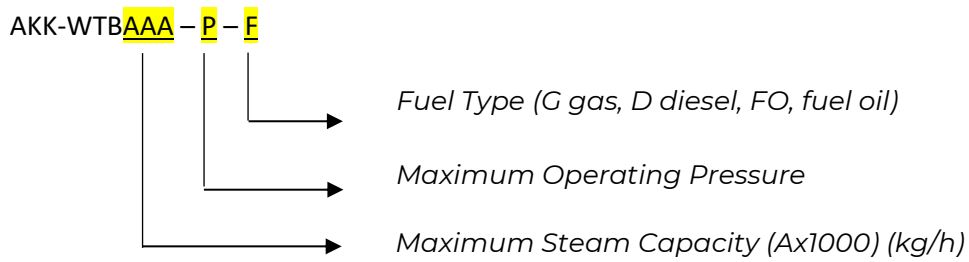 AKK-WTBAAA – P – F
Fuel Type (G gas, D diesel, FO, fuel oil)
Maximum Operating Pressure
Maximum Steam Capacity (Ax1000) (kg/h)